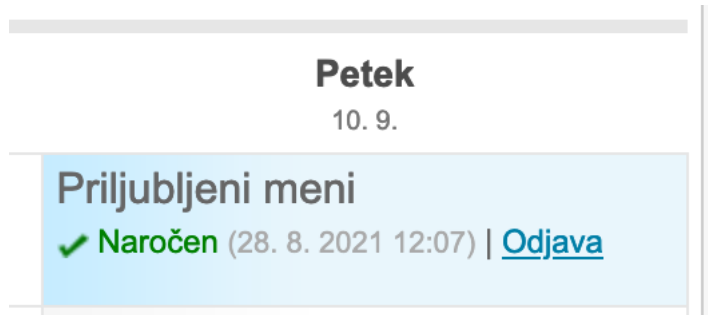 Petek
10. 9.
Priljubljeni meni
Naročen (28. 8. 2021 12:07) | Odjava